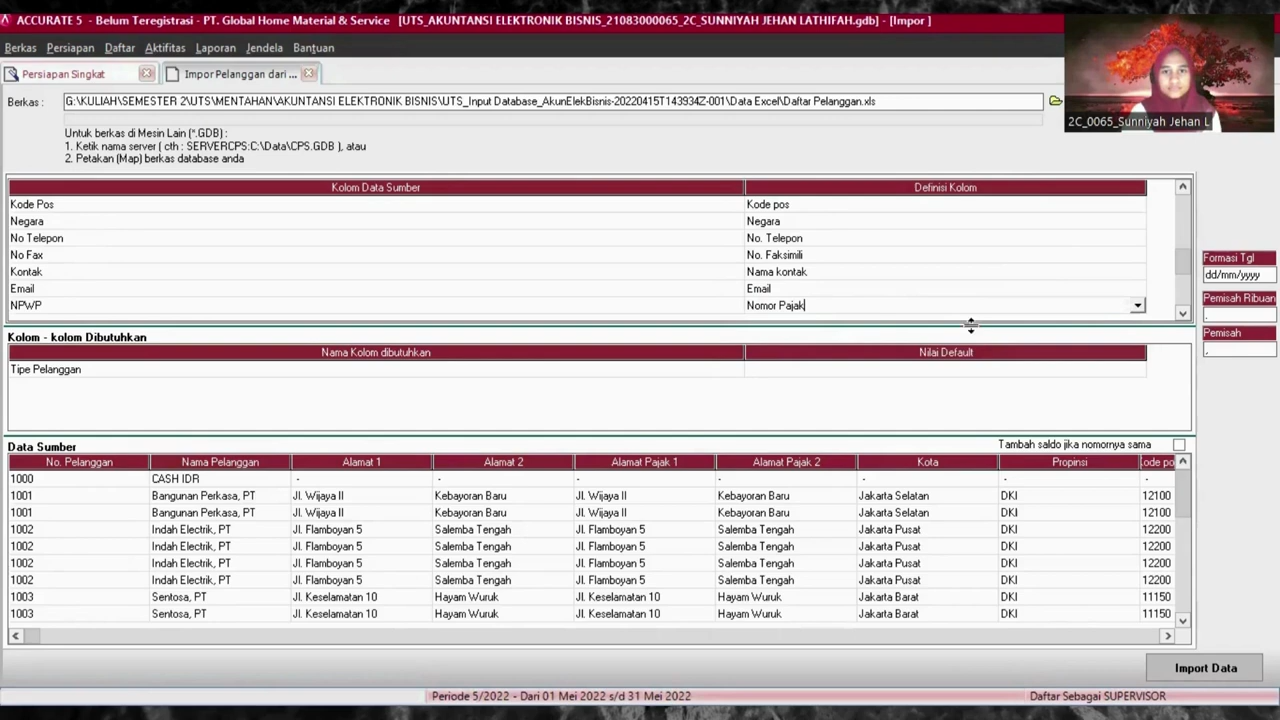 ACCURATE 5 - Belum Teregistrasi - PT. Global Home Material & Service [UTS_AKUNTANSI ELEKTRONIK BISNIS_21083000065_2C_SUNNIYAH JEHAN LATHIFAH.gdb] - [Impor ]
Berkas Persiapan Daftar Aktifitas Laporan Jendela Bantuan
Persiapan Singkat Impor Pelanggan dari ...
Berkas : G:\KULIAH\SEMESTER 2\UTS\MENTAHAN\AKUNTANSI ELEKTRONIK BISNIS\UTS_Input Database_AkunElekBisnis-20220415T143934Z-001\Data Excel\Daftar Pelanggan.xls
2C_0065_Sunniyah Jehan L
Untuk berkas di Mesin Lain (*.GDB) :
1. Ketik nama server ( cth : SERVERCPS:C:\Data\CPS.GDB ), atau
2. Petakan (Map) berkas database anda
Kolom Data Sumber Definisi Kolom
Kode Pos Kode pos
Negara Negara
No Telepon No. Telepon
No Fax No. Faksimili
Kontak Nama kontak
Email Email
NPWP Nomor Pajak
Formasi Tgl
dd/mm/yyyy
Pemisah Ribuan
.
Pemisah
,
Kolom - kolom Dibutuhkan
Nama Kolom dibutuhkan Nilai Default
Tipe Pelanggan
Data Sumber Tambah saldo jika nomornya sama
No. Pelanggan Nama Pelanggan Alamat 1 Alamat 2 Alamat Pajak 1 Alamat Pajak 2 Kota Propinsi ode po
1000 CASH IDR - - - - - -
1001 Bangunan Perkasa, PT Jl. Wijaya II Kebayoran Baru Jl. Wijaya II Kebayoran Baru Jakarta Selatan DKI 12100
1001 Bangunan Perkasa, PT Jl. Wijaya II Kebayoran Baru Jl. Wijaya II Kebayoran Baru Jakarta Selatan DKI 12100
1002 Indah Electrik, PT Jl. Flamboyan 5 Salemba Tengah Jl. Flamboyan 5 Salemba Tengah Jakarta Pusat DKI 12200
1002 Indah Electrik, PT Jl. Flamboyan 5 Salemba Tengah Jl. Flamboyan 5 Salemba Tengah Jakarta Pusat DKI 12200
1002 Indah Electrik, PT Jl. Flamboyan 5 Salemba Tengah Jl. Flamboyan 5 Salemba Tengah Jakarta Pusat DKI 12200
1002 Indah Electrik, PT Jl. Flamboyan 5 Salemba Tengah Jl. Flamboyan 5 Salemba Tengah Jakarta Pusat DKI 12200
1003 Sentosa, PT Jl. Keselamatan 10 Hayam Wuruk Jl. Keselamatan 10 Hayam Wuruk Jakarta Barat DKI 11150
1003 Sentosa, PT Jl. Keselamatan 10 Hayam Wuruk Jl. Keselamatan 10 Hayam Wuruk Jakarta Barat DKI 11150
Import Data
Periode 5/2022 - Dari 01 Mei 2022 s/d 31 Mei 2022 Daftar Sebagai SUPERVISOR